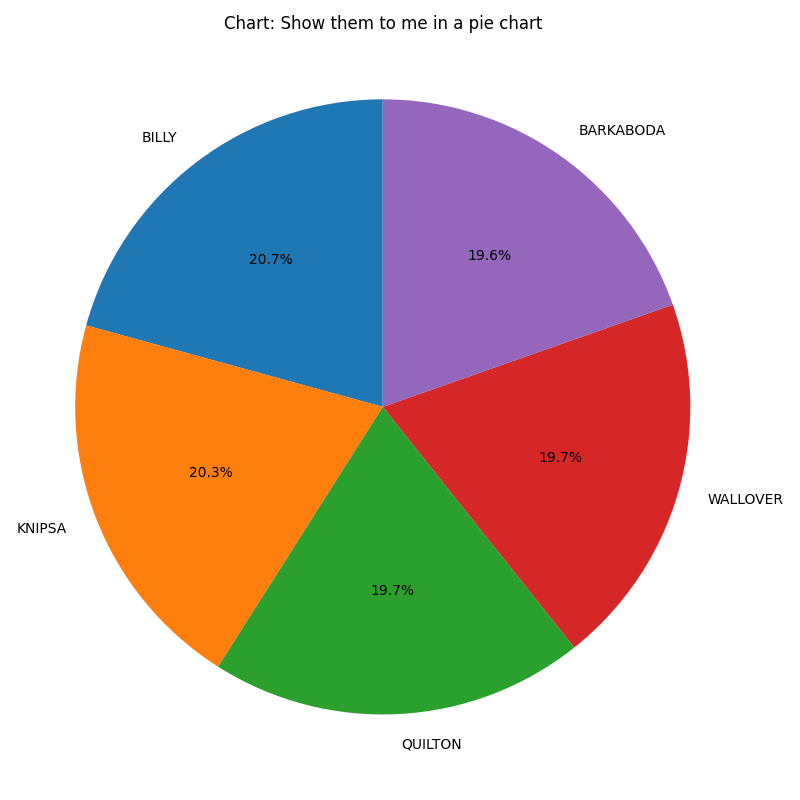 Chart: Show them to me in a pie chart
BILLY
BARKABODA
20.7%
19.6%
19.7%
20.3%
WALLOVER
KNIPSA
19.7%
QUILTON